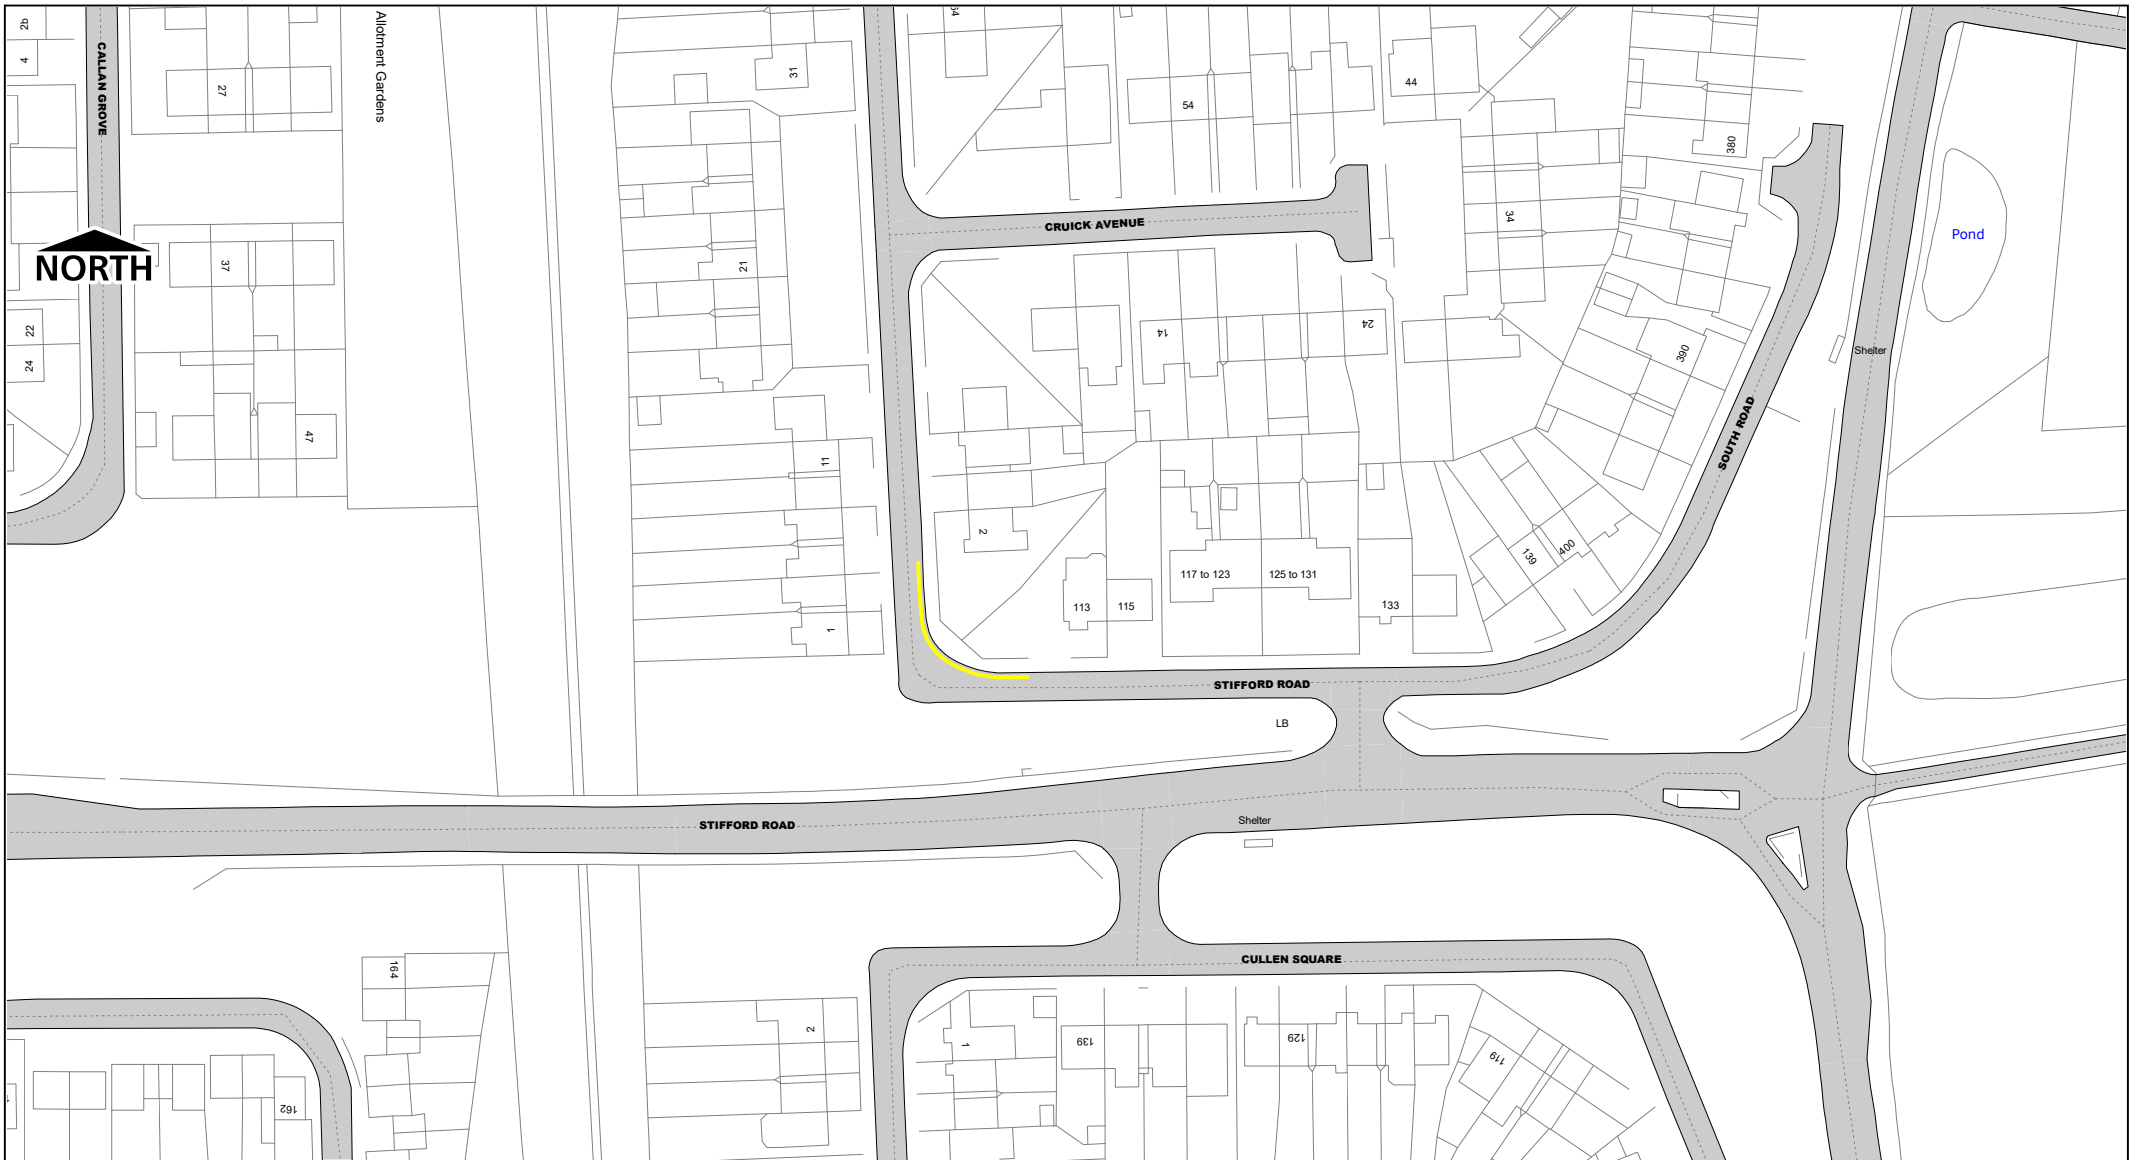 2b
4
CALLAN GROVE
27
Allotment Gardens
31
54
44
380
CRUICK AVENUE
34
Pond
NORTH
37
21
22
24
14
24
Shelter
390
47
11
SOUTH ROAD
2
139
400
117 to 123
125 to 131
113
115
133
1
STIFFORD ROAD
LB
STIFFORD ROAD
Shelter
164
CULLEN SQUARE
2
1
139
129
119
162